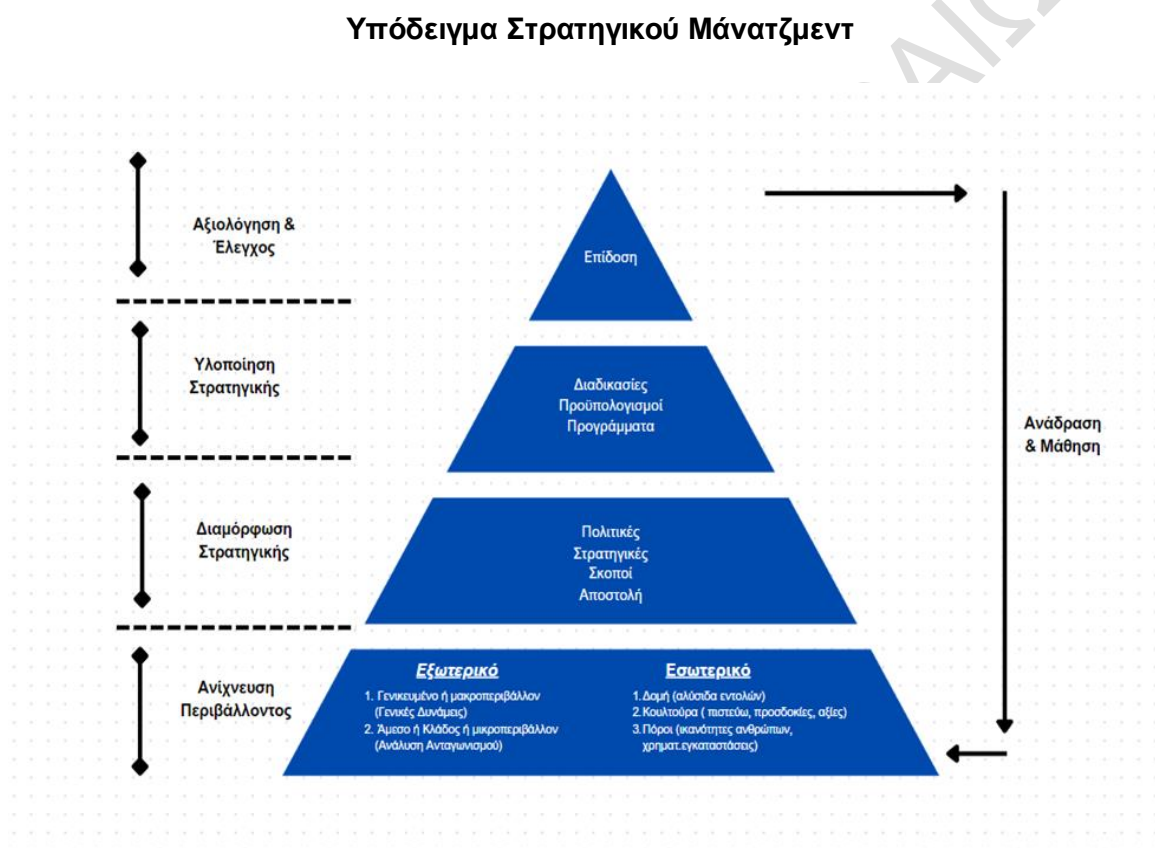 Υπόδειγμα Στρατηγικού Μάνατζμεντ
Αξιολόγηση &
Έλεγχος
Επίδοση
Υλοποίηση
Στρατηγικής
Διαδικασίες
Προϋπολογισμοί
Προγράμματα
Ανάδραση
& Μάθηση
Διαμόρφωση
Στρατηγικής
Πολιτικές
Στρατηγικές
Σκοποί
Αποστολή
Ανίχνευση
Περιβάλλοντος
Εξωτερικό
1. Γενικευμένο ή μακροπεριβάλλον
(Γενικές Δυνάμεις)
2. Άμεσο ή Κλάδος ή μικροπεριβάλλον
(Ανάλυση Ανταγωνισμού)
Εσωτερικό
1.Δομή (αλύσιδα εντολών)
2.Κουλτούρα ( πιστεύω, προσδοκίες, αξίες)
3.Πόροι (ικανότητες ανθρώπων,
χρηματ.εγκαταστάσεις)